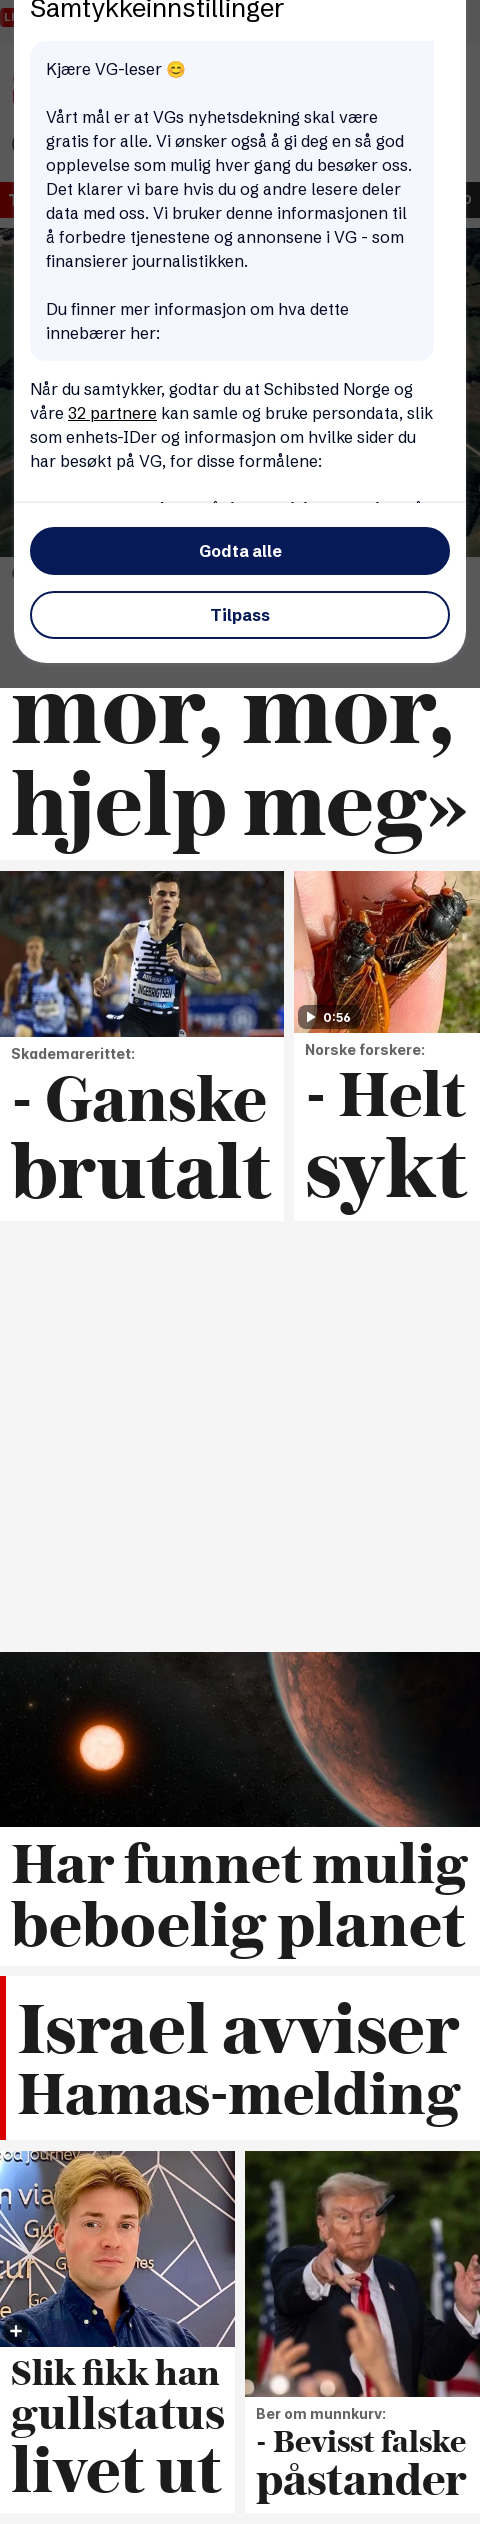 Samtykkeinnstillinger
Kjære VG-leser 😊
Vårt mål er at VGs nyhetsdekning skal være
gratis for alle. Vi ønsker også å gi deg en så god
opplevelse som mulig hver gang du besøker oss.
Det klarer vi bare hvis du og andre lesere deler
data med oss. Vi bruker denne informasjonen til
å forbedre tjenestene og annonsene i VG - som
finansierer journalistikken.
Du finner mer informasjon om hva dette
innebærer her:
Når du samtykker, godtar du at Schibsted Norge og
våre 32 partnere kan samle og bruke persondata, slik
som enhets-IDer og informasjon om hvilke sider du
har besøkt på VG, for disse formålene:
Godta alle
Tilpass
mor, mor,
hjelp meg»
Allianz
INGEBRIGTSEN
0:56
Skademarerittet:
- Ganske
brutalt
Norske forskere:
- Helt
sykt
Har funnet mulig
beboelig planet
Israel avviser
Hamas-melding
journey
Slik fikk han
gullstatus
livet ut
Ber om munnkurv:
- Bevisst falske
påstander